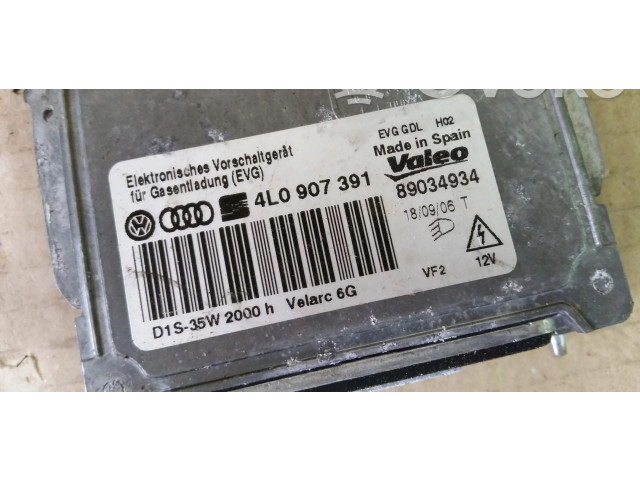 Elektronisches Vorschaltgerät
für Gasentladung (EVG)
4L0 907 391
D1S-35W 2000 h Velarc 6G
EVG GDL H02
Made in Spain
Valeo
89034934
18/09/06 T
VF2 12V